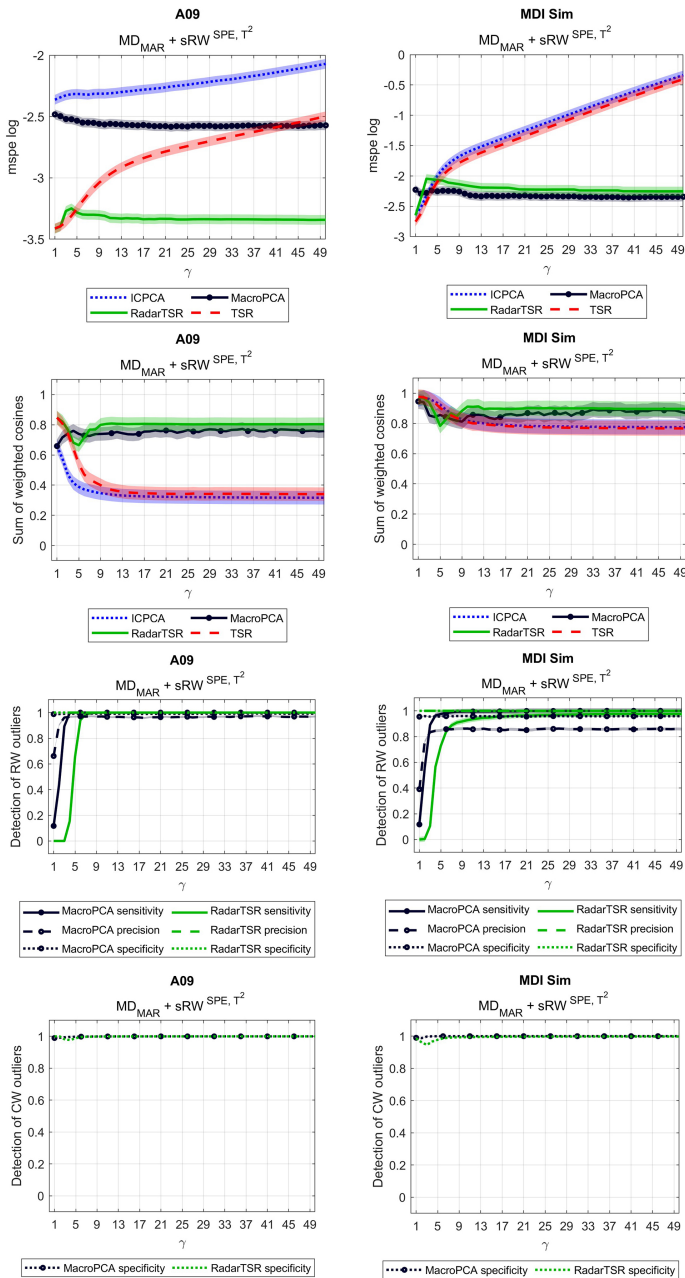 A09
MD_MAR + sRW^SPE, T^2
mspe log
-2
-2.5
-3
-3.5
1 5 9 13 17 21 25 29 33 37 41 45 49
γ
ICPCA MacroPCA
RadarTSR TSR
MDI Sim
MD_MAR + sRW^SPE, T^2
mspe log
0
-0.5
-1
-1.5
-2
-2.5
-3
1 5 9 13 17 21 25 29 33 37 41 45 49
γ
ICPCA MacroPCA
RadarTSR TSR
A09
MD_MAR + sRW^SPE, T^2
Sum of weighted cosines
1
0.8
0.6
0.4
0.2
0
1 5 9 13 17 21 25 29 33 37 41 45 49
γ
ICPCA MacroPCA
RadarTSR TSR
MDI Sim
MD_MAR + sRW^SPE, T^2
Sum of weighted cosines
1
0.8
0.6
0.4
0.2
0
1 5 9 13 17 21 25 29 33 37 41 45 49
γ
ICPCA MacroPCA
RadarTSR TSR
A09
MD_MAR + sRW^SPE, T^2
Detection of RW outliers
1
0.8
0.6
0.4
0.2
0
1 5 9 13 17 21 25 29 33 37 41 45 49
γ
MacroPCA sensitivity RadarTSR sensitivity
MacroPCA precision RadarTSR precision
MacroPCA specificity RadarTSR specificity
MDI Sim
MD_MAR + sRW^SPE, T^2
Detection of RW outliers
1
0.8
0.6
0.4
0.2
0
1 5 9 13 17 21 25 29 33 37 41 45 49
γ
MacroPCA sensitivity RadarTSR sensitivity
MacroPCA precision RadarTSR precision
MacroPCA specificity RadarTSR specificity
A09
MD_MAR + sRW^SPE, T^2
Detection of CW outliers
1
0.8
0.6
0.4
0.2
0
1 5 9 13 17 21 25 29 33 37 41 45 49
γ
MacroPCA specificity RadarTSR specificity
MDI Sim
MD_MAR + sRW^SPE, T^2
Detection of CW outliers
1
0.8
0.6
0.4
0.2
0
1 5 9 13 17 21 25 29 33 37 41 45 49
γ
MacroPCA specificity RadarTSR specificity